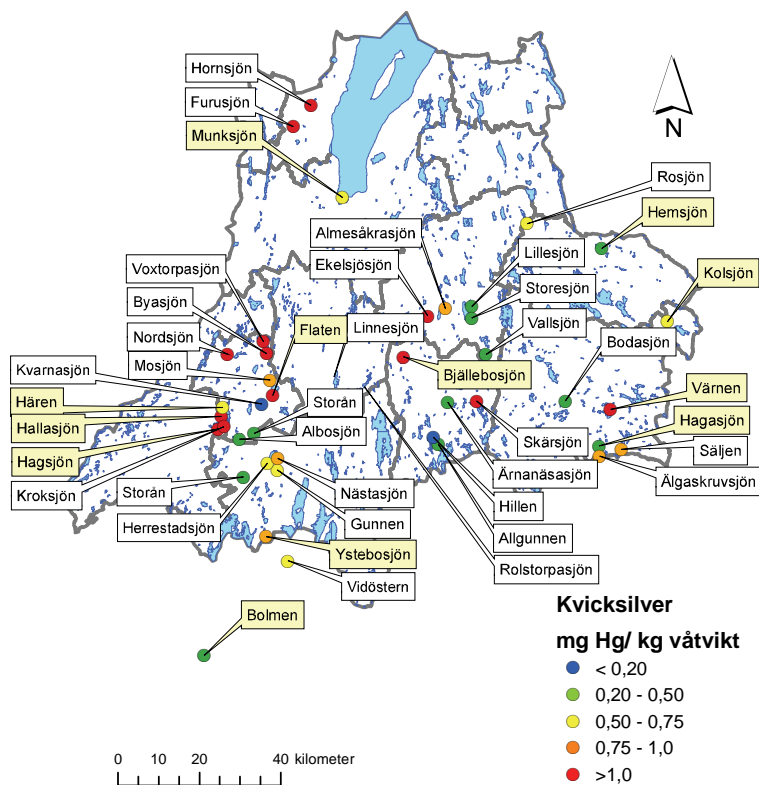 Hornsjön
Furusjön
Munksjön
N
Rosjön
Hemsjön
Almesåkrasjön
Lillesjön
Ekelsjösjön
Storesjön
Kolsjön
Voxtorpasjön
Byasjön
Flaten
Linnesjön
Vallsjön
Bodasjön
Nordsjön
Mosjön
Kvarnasjön
Bjällebosjön
Värnen
Hären
Storån
Hallasjön
Albosjön
Skärsjön
Hagasjön
Hagsjön
Ärnanäsasjön
Säljen
Kroksjön
Älgaskruvsjön
Storån
Nästasjön
Hillen
Herrestadsjön
Gunnen
Allgunnen
Ystebosjön
Rolstorpasjön
Vidöstern
Bolmen
Kvicksilver
mg Hg/ kg våtvikt
< 0,20
0,20 - 0,50
0,50 - 0,75
0,75 - 1,0
>1,0
0 10 20 40 kilometer